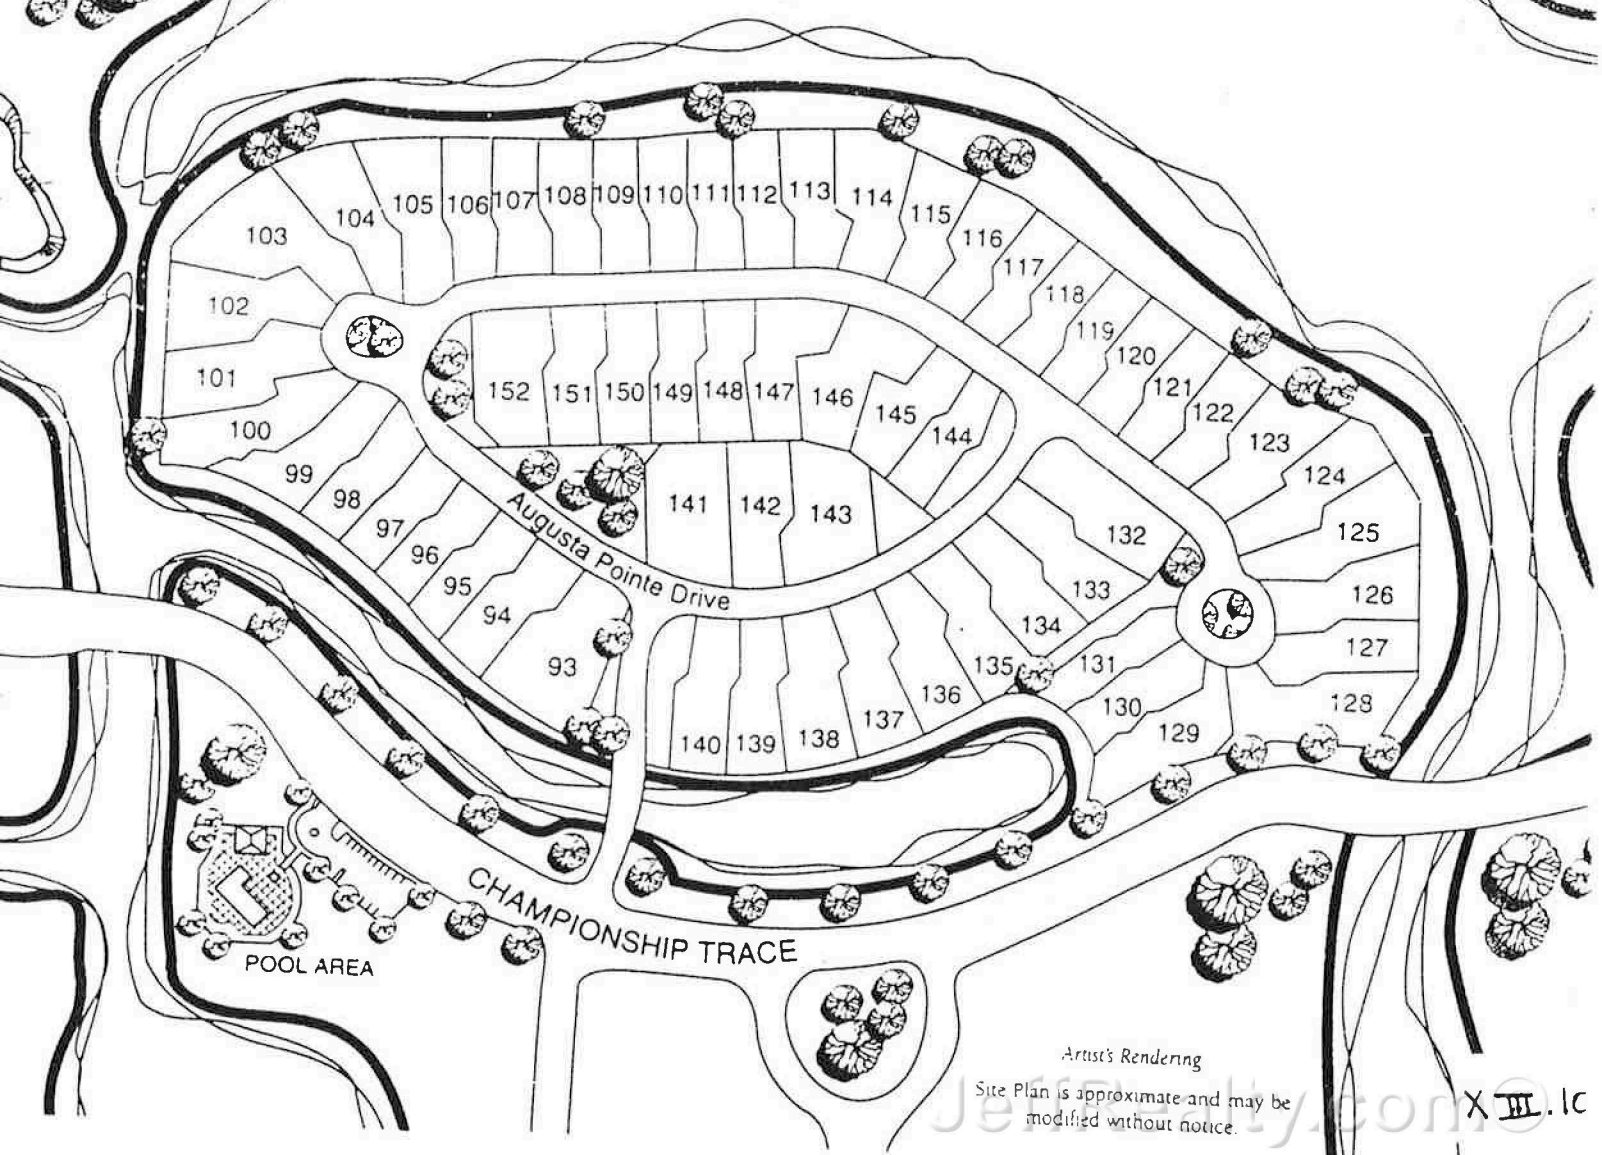 105 106 107 108 109 110 111 112 113 114
104 115
103 116
117
102 118
119
120
101 152 151 150 149 148 147 146 121
145 122
100 144 123
99 124
98 141 142 143
97 132 125
96
95 133 126
94 134
93 135 131 127
136 130 128
140 139 138 137 129
Augusta Pointe Drive
CHAMPIONSHIP TRACE
POOL AREA
Artist's Rendering
Site Plan is approximate and may be
modified without notice.
JeffRealty.com®
X III.1C